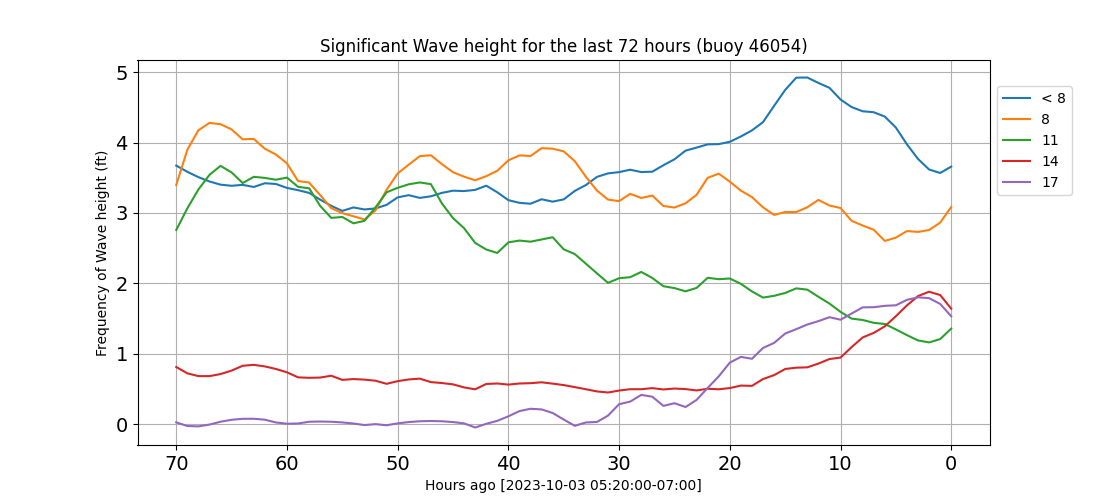 Significant Wave height for the last 72 hours (buoy 46054)
Frequency of Wave height (ft)
5
4
3
2
1
0
70 60 50 40 30 20 10 0
Hours ago [2023-10-03 05:20:00-07:00]
< 8
8
11
14
17